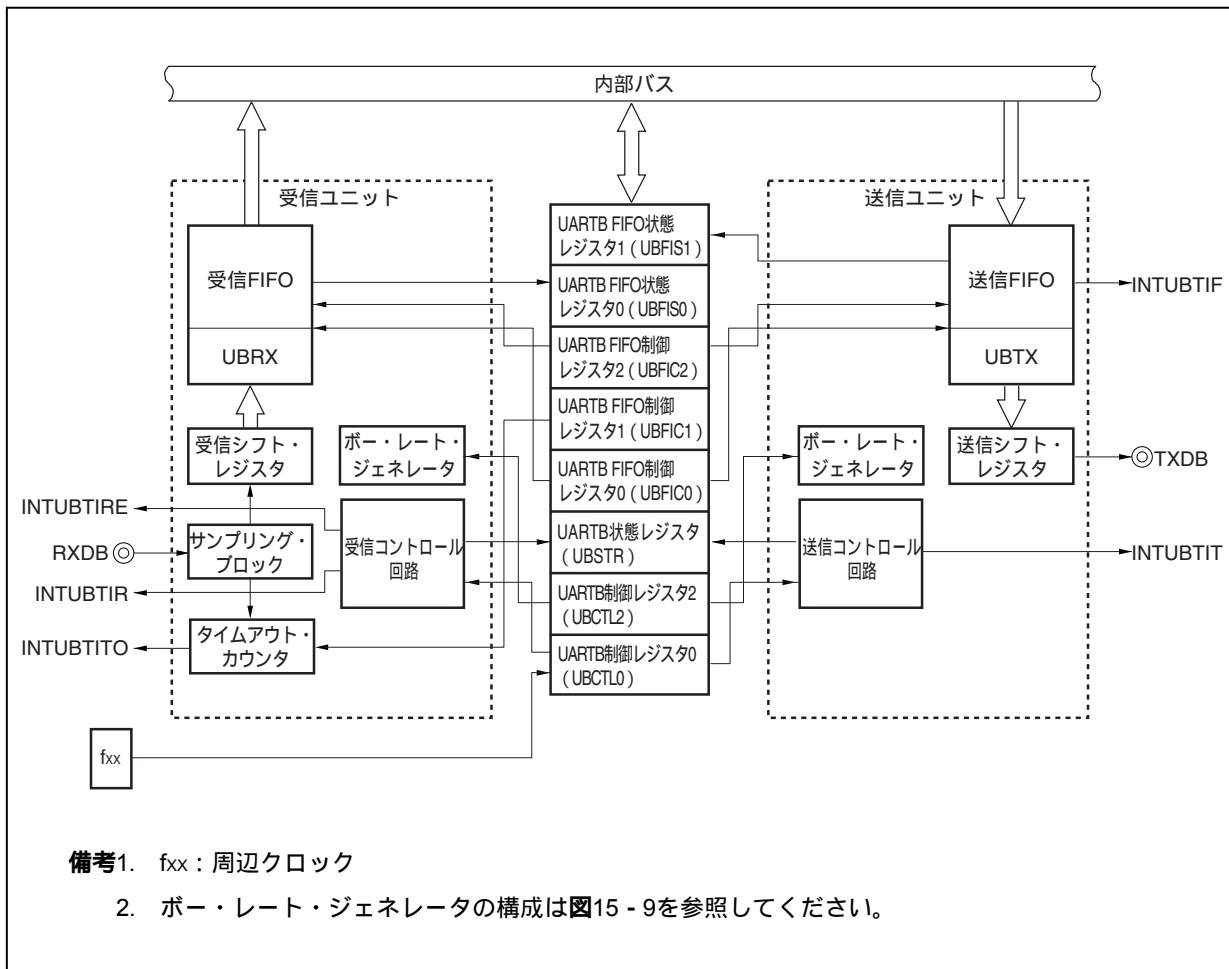 内部バス
受信ユニット
受信FIFO
UBRX
受信シフト・
レジスタ
ボー・レート・
ジェネレータ
INTUBTIRE
RXDB
サンプリング・
ブロック
INTUBTIR
受信コントロール
回路
INTUBTITO
タイムアウト・
カウンタ
fxx
UARTB FIFO状態
レジスタ1（UBFIS1）
UARTB FIFO状態
レジスタ0（UBFIS0）
UARTB FIFO制御
レジスタ2（UBFIC2）
UARTB FIFO制御
レジスタ1（UBFIC1）
UARTB FIFO制御
レジスタ0（UBFIC0）
UARTB状態レジスタ
（UBSTR）
UARTB制御レジスタ2
（UBCTL2）
UARTB制御レジスタ0
（UBCTL0）
送信ユニット
送信FIFO
UBTX
INTUBTIF
ボー・レート・
ジェネレータ
送信シフト・
レジスタ
TXDB
送信コントロール
回路
INTUBTIT
備考1. fxx：周辺クロック
2. ボー・レート・ジェネレータの構成は図15 - 9を参照してください。